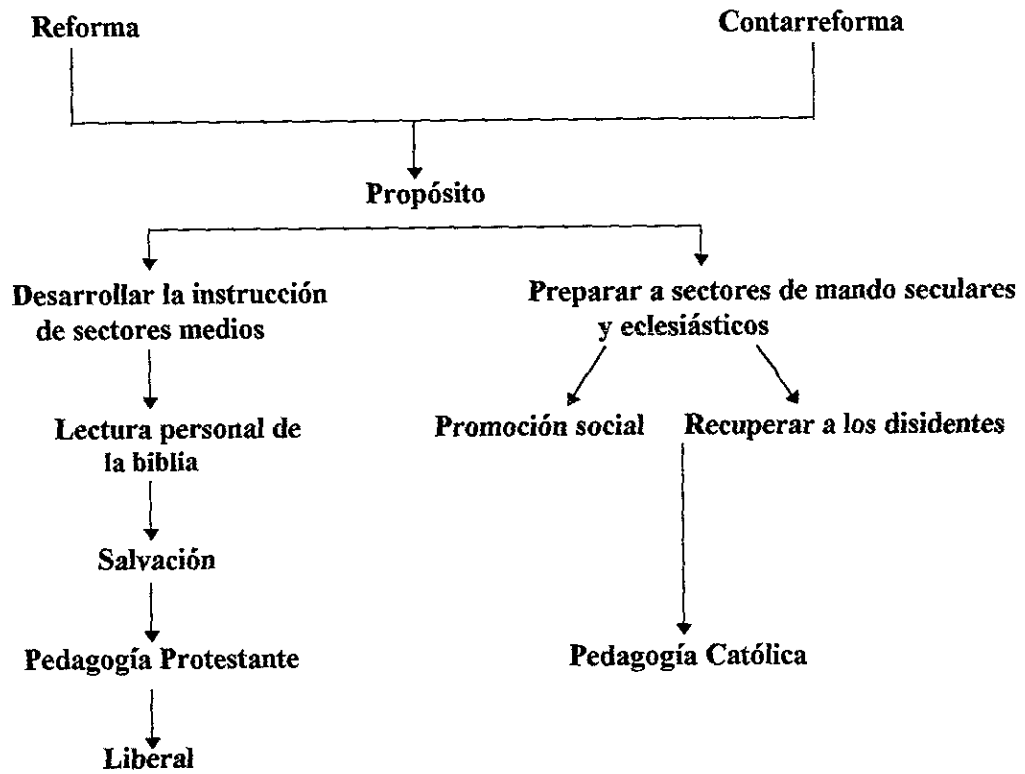 Reforma
Contarreforma
Propósito
Desarrollar la instrucción
de sectores medios
Preparar a sectores de mando seculares
y eclesiásticos
Lectura personal de
la biblia
Promoción social
Recuperar a los disidentes
Salvación
Pedagogía Protestante
Pedagogía Católica
Liberal